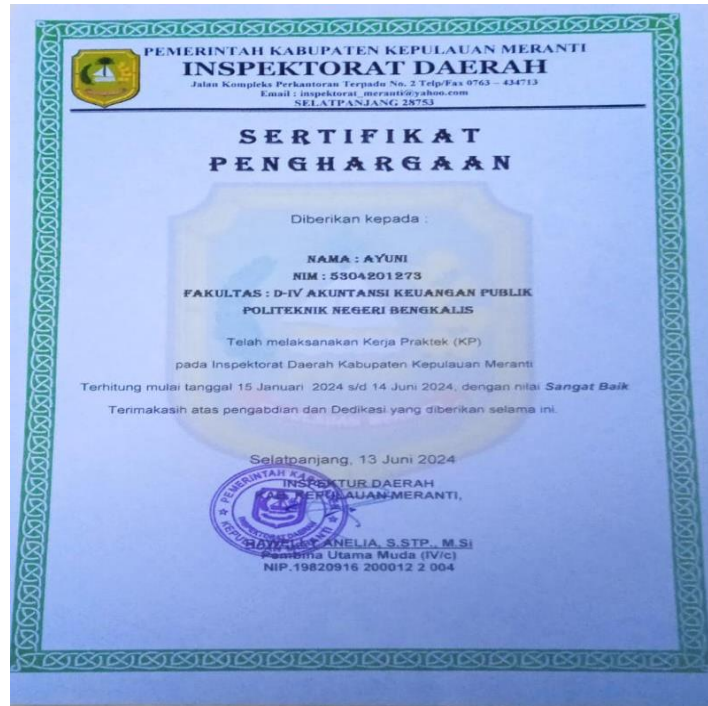 PEMERINTAH KABUPATEN KEPULAUAN MERANTI
INSPEKTORAT DAERAH
Jalan Kompleks Perkantoran Terpadu No. 2 Telp/Fax 0763 – 434713
Email : inspektorat_meranti@yahoo.com
SELATPANJANG 28753
SERTIFIKAT
PENGHARGAAN
Diberikan kepada :
NAMA : AYUNI
NIM : 5304201273
FAKULTAS : D-IV AKUNTANSI KEUANGAN PUBLIK
POLITEKNIK NEGERI BENGKALIS
Telah melaksanakan Kerja Praktek (KP)
pada Inspektorat Daerah Kabupaten Kepulauan Meranti
Terhitung mulai tanggal 15 Januari 2024 s/d 14 Juni 2024, dengan nilai Sangat Baik
Terimakasih atas pengabdian dan Dedikasi yang diberikan selama ini.
Selatpanjang, 13 Juni 2024
INSPEKTUR DAERAH
KAB. KEPULAUAN MERANTI,
ANELIA, S.STP., M.Si
Pembina Utama Muda (IV/c)
NIP.19820916 200012 2 004